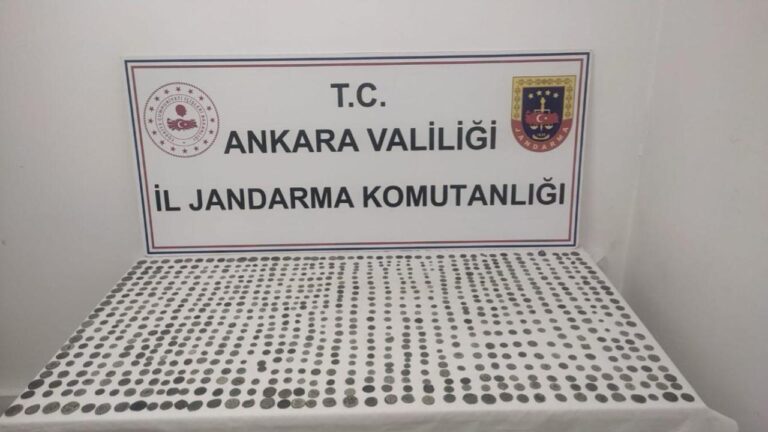 T.C.
ANKARA VALİLİĞİ
İL JANDARMA KOMUTANLIĞI
JANDARMA